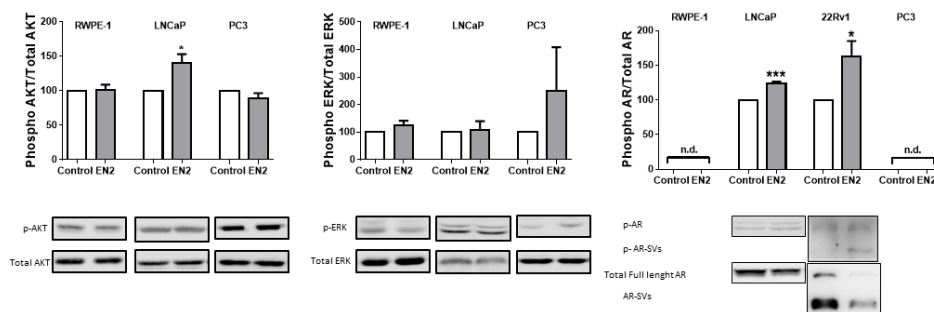 RWPE-1 LNCaP PC3
Phospho AKT/Total AKT
200
150
100
50
0
Control EN2 Control EN2 Control EN2
*
p-AKT
Total AKT
RWPE-1 LNCaP PC3
Phospho ERK/Total ERK
500
400
300
200
100
0
Control EN2 Control EN2 Control EN2
p-ERK
Total ERK
RWPE-1 LNCaP 22Rv1 PC3
Phospho AR/Total AR
200
150
100
50
0
n.d. *** * n.d.
Control EN2 Control EN2 Control EN2 Control EN2
p-AR
p-AR-SVs
Total Full lenght AR
AR-SVs